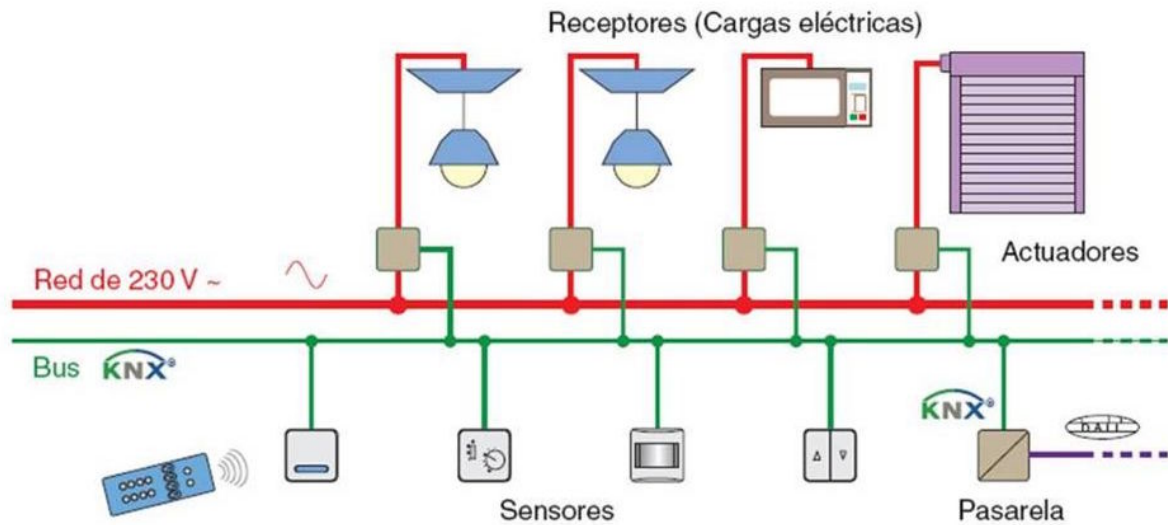 Receptores (Cargas eléctricas)
Actuadores
Red de 230 V ~
Bus KNX®
KNX®
DALI
Sensores
Pasarela